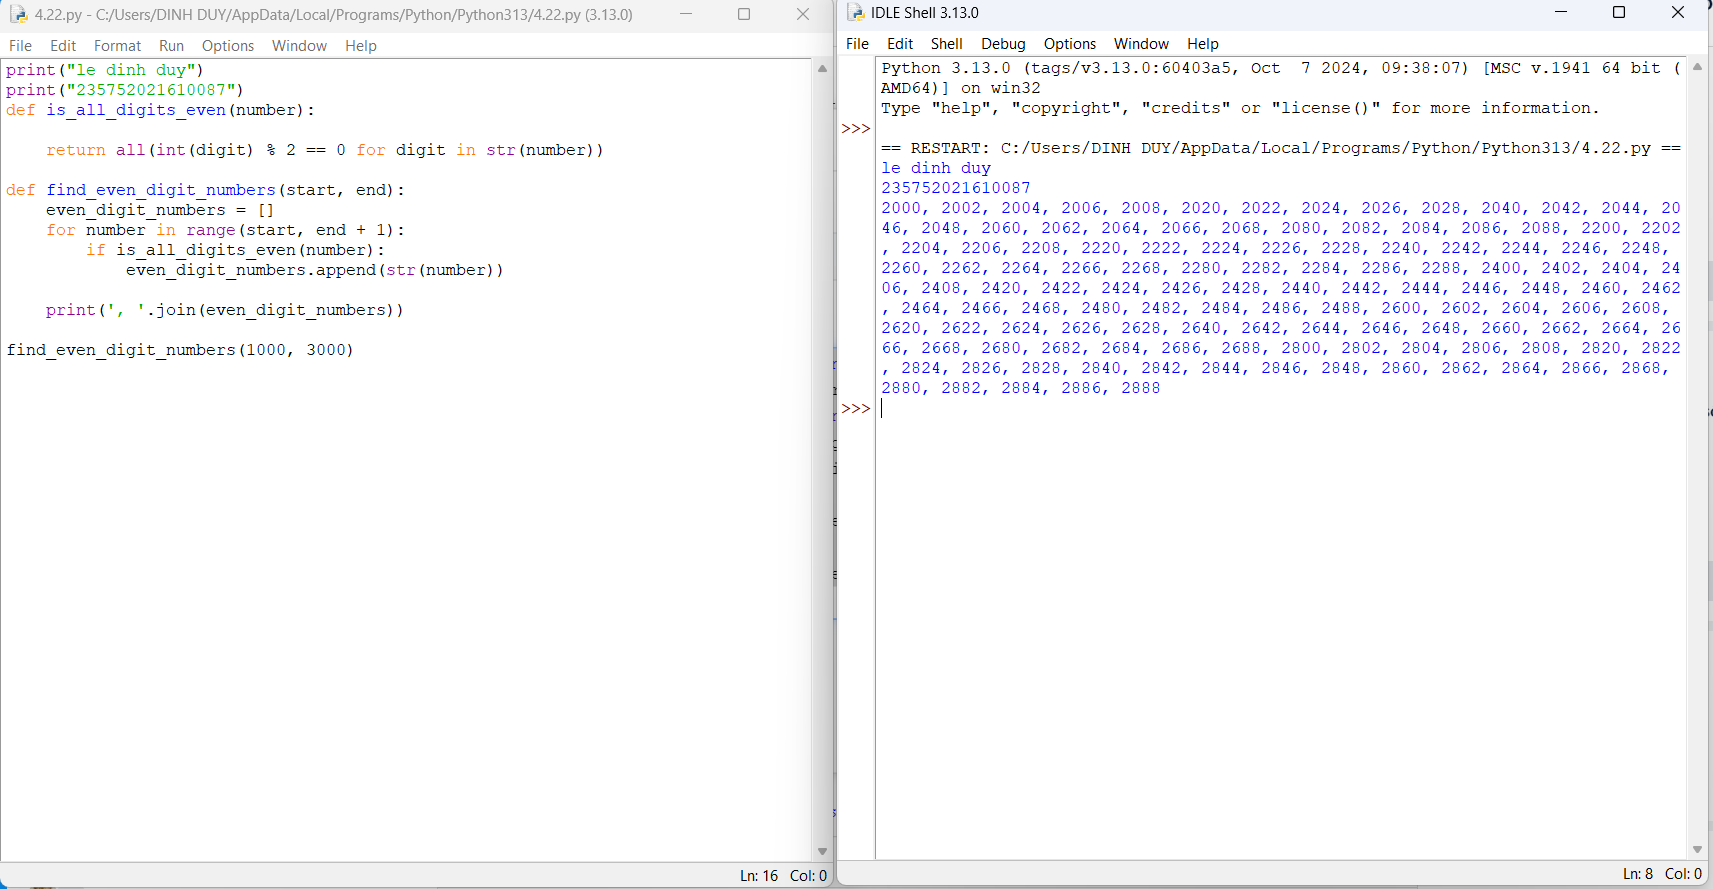 4.22.py - C:/Users/DINH DUY/AppData/Local/Programs/Python/Python313/4.22.py (3.13.0)
File Edit Format Run Options Window Help
print("le dinh duy")
print("235752021610087")
def is_all_digits_even(number):
    return all(int(digit) % 2 == 0 for digit in str(number))
def find_even_digit_numbers(start, end):
    even_digit_numbers = []
    for number in range(start, end + 1):
        if is_all_digits_even(number):
            even_digit_numbers.append(str(number))
    print(', '.join(even_digit_numbers))
find_even_digit_numbers(1000, 3000)
Ln: 16 Col: 0
IDLE Shell 3.13.0
File Edit Shell Debug Options Window Help
Python 3.13.0 (tags/v3.13.0:60403a5, Oct  7 2024, 09:38:07) [MSC v.1941 64 bit (
AMD64)] on win32
Type "help", "copyright", "credits" or "license()" for more information.
>>>
== RESTART: C:/Users/DINH DUY/AppData/Local/Programs/Python/Python313/4.22.py ==
le dinh duy
235752021610087
2000, 2002, 2004, 2006, 2008, 2020, 2022, 2024, 2026, 2028, 2040, 2042, 2044, 20
46, 2048, 2060, 2062, 2064, 2066, 2068, 2080, 2082, 2084, 2086, 2088, 2200, 2202
, 2204, 2206, 2208, 2220, 2222, 2224, 2226, 2228, 2240, 2242, 2244, 2246, 2248,
2260, 2262, 2264, 2266, 2268, 2280, 2282, 2284, 2286, 2288, 2400, 2402, 2404, 24
06, 2408, 2420, 2422, 2424, 2426, 2428, 2440, 2442, 2444, 2446, 2448, 2460, 2462
, 2464, 2466, 2468, 2480, 2482, 2484, 2486, 2488, 2600, 2602, 2604, 2606, 2608,
2620, 2622, 2624, 2626, 2628, 2640, 2642, 2644, 2646, 2648, 2660, 2662, 2664, 26
66, 2668, 2680, 2682, 2684, 2686, 2688, 2800, 2802, 2804, 2806, 2808, 2820, 2822
, 2824, 2826, 2828, 2840, 2842, 2844, 2846, 2848, 2860, 2862, 2864, 2866, 2868,
2880, 2882, 2884, 2886, 2888
>>>
Ln: 8 Col: 0